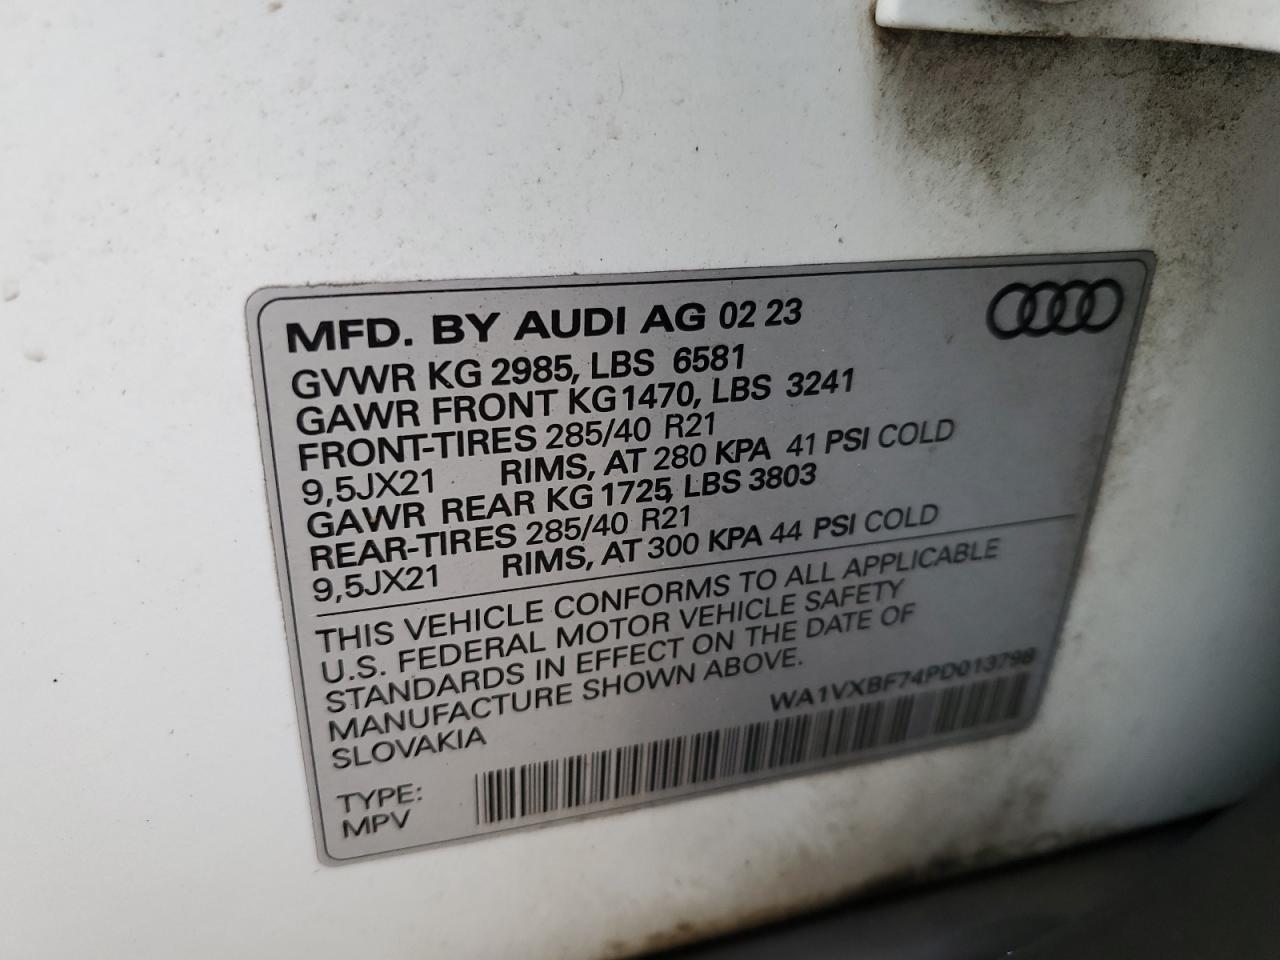 MFD. BY AUDI AG 02 23
GVWR KG 2985, LBS 6581
GAWR FRONT KG 1470, LBS 3241
FRONT-TIRES 285/40 R21
9,5JX21 RIMS, AT 280 KPA 41 PSI COLD
GAWR REAR KG 1725, LBS 3803
REAR-TIRES 285/40 R21
9,5JX21 RIMS, AT 300 KPA 44 PSI COLD
THIS VEHICLE CONFORMS TO ALL APPLICABLE
U.S. FEDERAL MOTOR VEHICLE SAFETY
STANDARDS IN EFFECT ON THE DATE OF
MANUFACTURE SHOWN ABOVE.
SLOVAKIA
WA1VXBF74PD013798
TYPE:
MPV